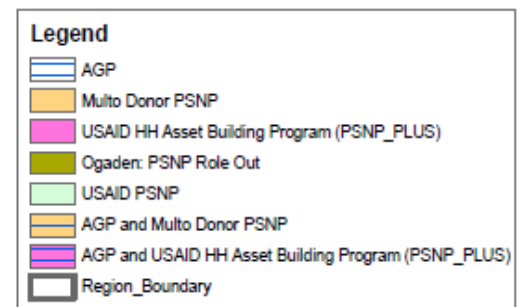 Legend
AGP
Multo Donor PSNP
USAID HH Asset Building Program (PSNP_PLUS)
Ogaden: PSNP Role Out
USAID PSNP
AGP and Multo Donor PSNP
AGP and USAID HH Asset Building Program (PSNP_PLUS)
Region_Boundary